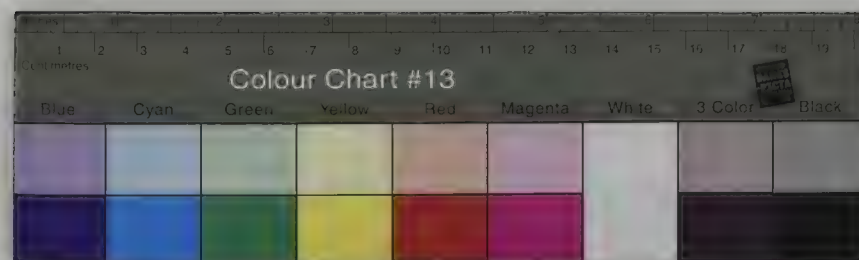 2 3 4 5 6 7 8
1 2 3 4 5 6 7 8 9 10 11 12 13 14 15 16 17 18 19
Centimetres
Colour Chart #13
Blue Cyan Green Yellow Red Magenta White 3 Color Black